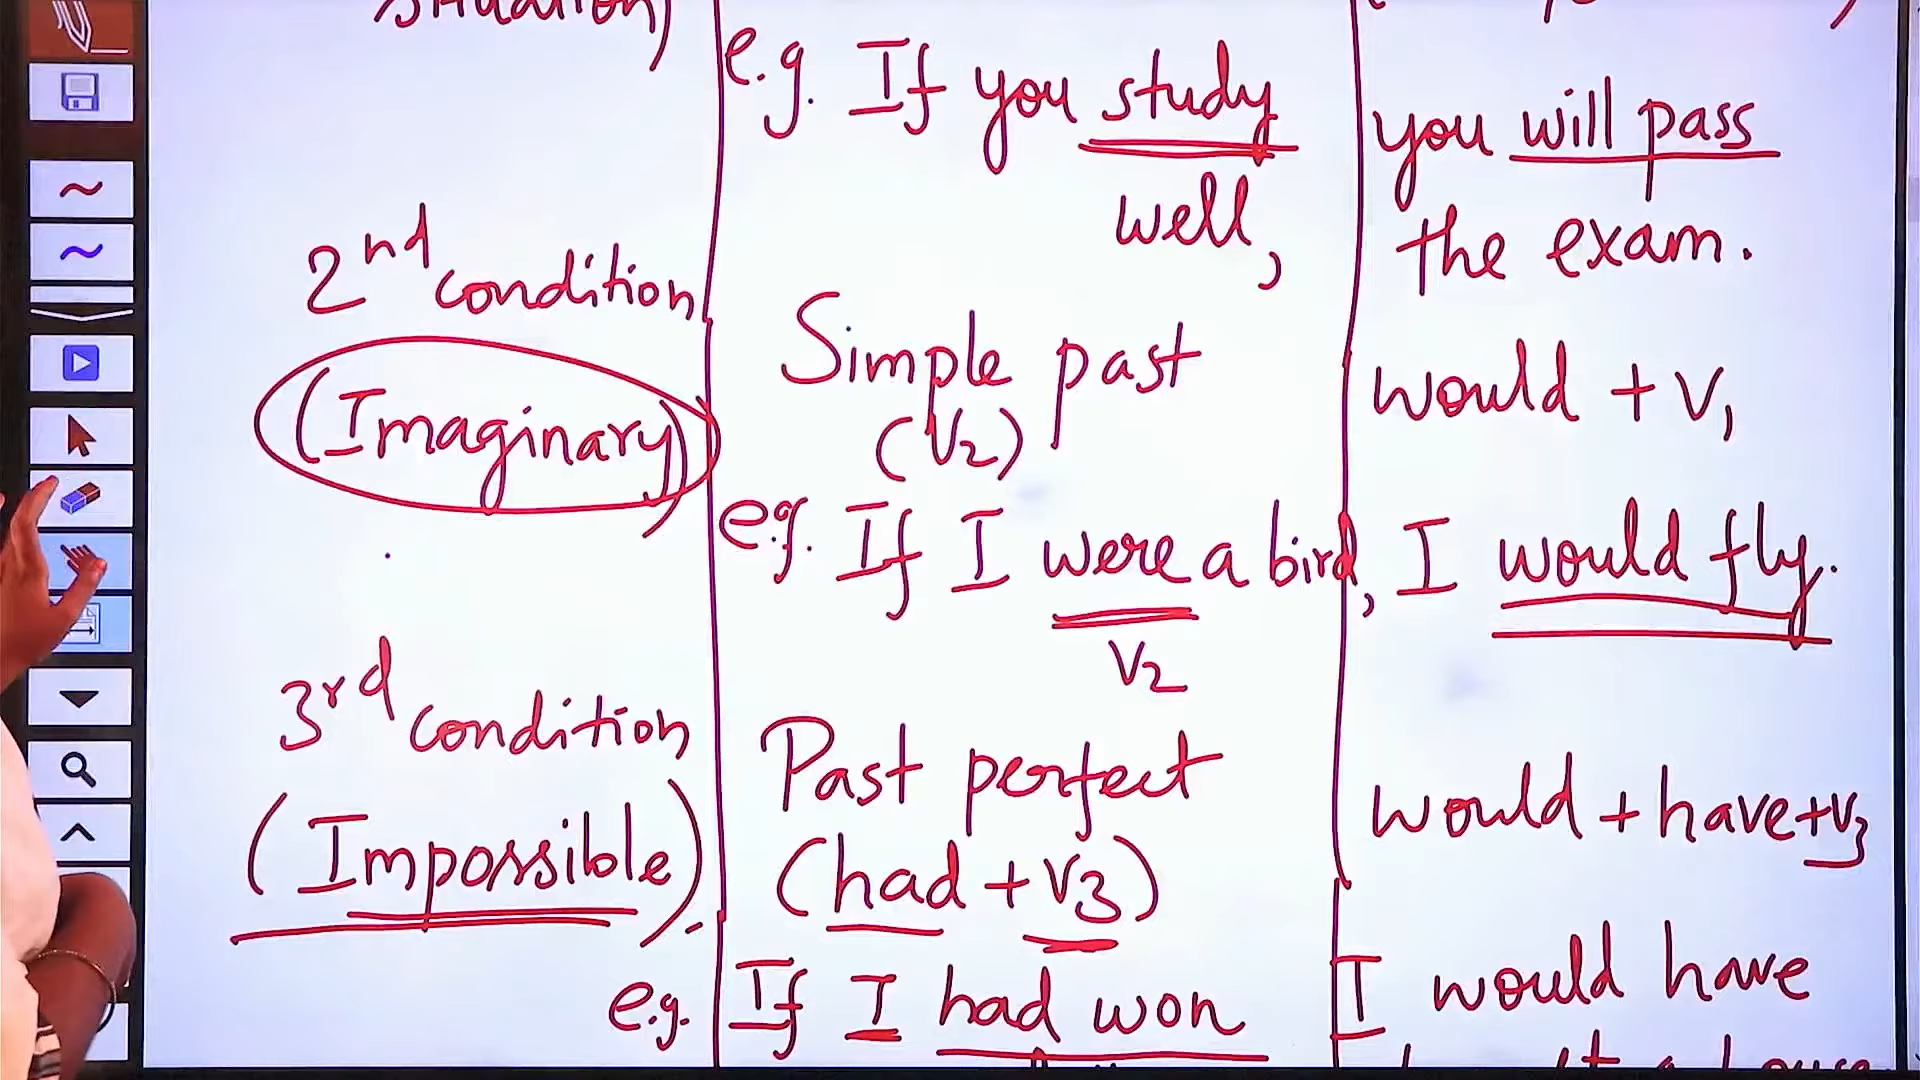 situation)
e.g. If you study
well,
you will pass
the exam.
2nd condition
(Imaginary)
Simple past
(V2)
would + V1
e.g. If I were a bird, I would fly.
V2
3rd condition
(Impossible)
Past perfect
(had + V3)
would + have + V3
e.g. If I had won
I would have
a house